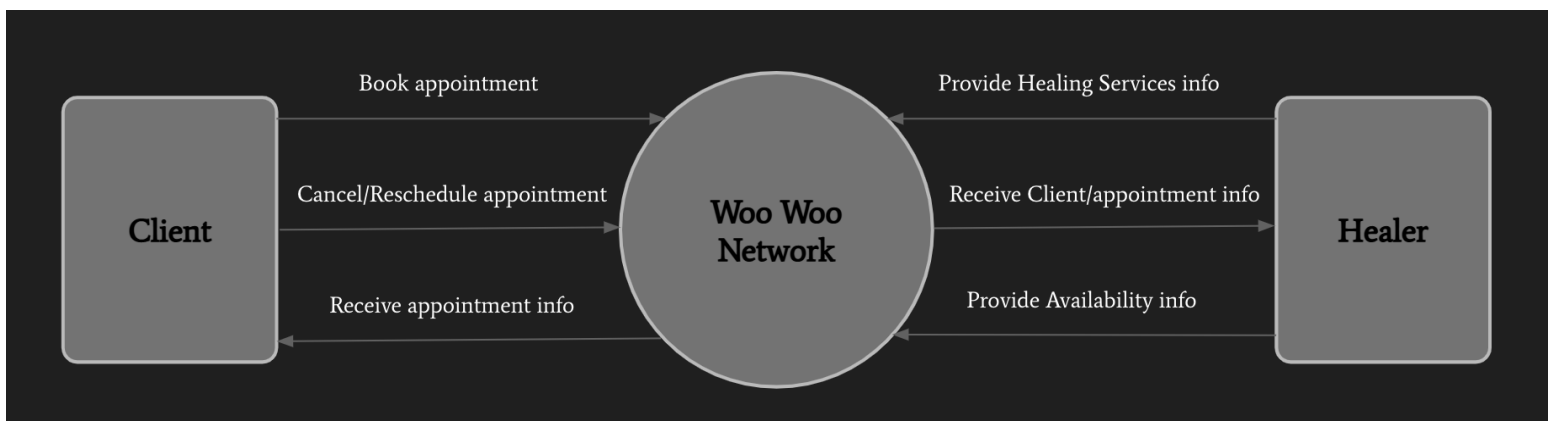 Book appointment
Provide Healing Services info
Cancel/Reschedule appointment
Receive Client/appointment info
Client
Woo Woo
Network
Healer
Receive appointment info
Provide Availability info